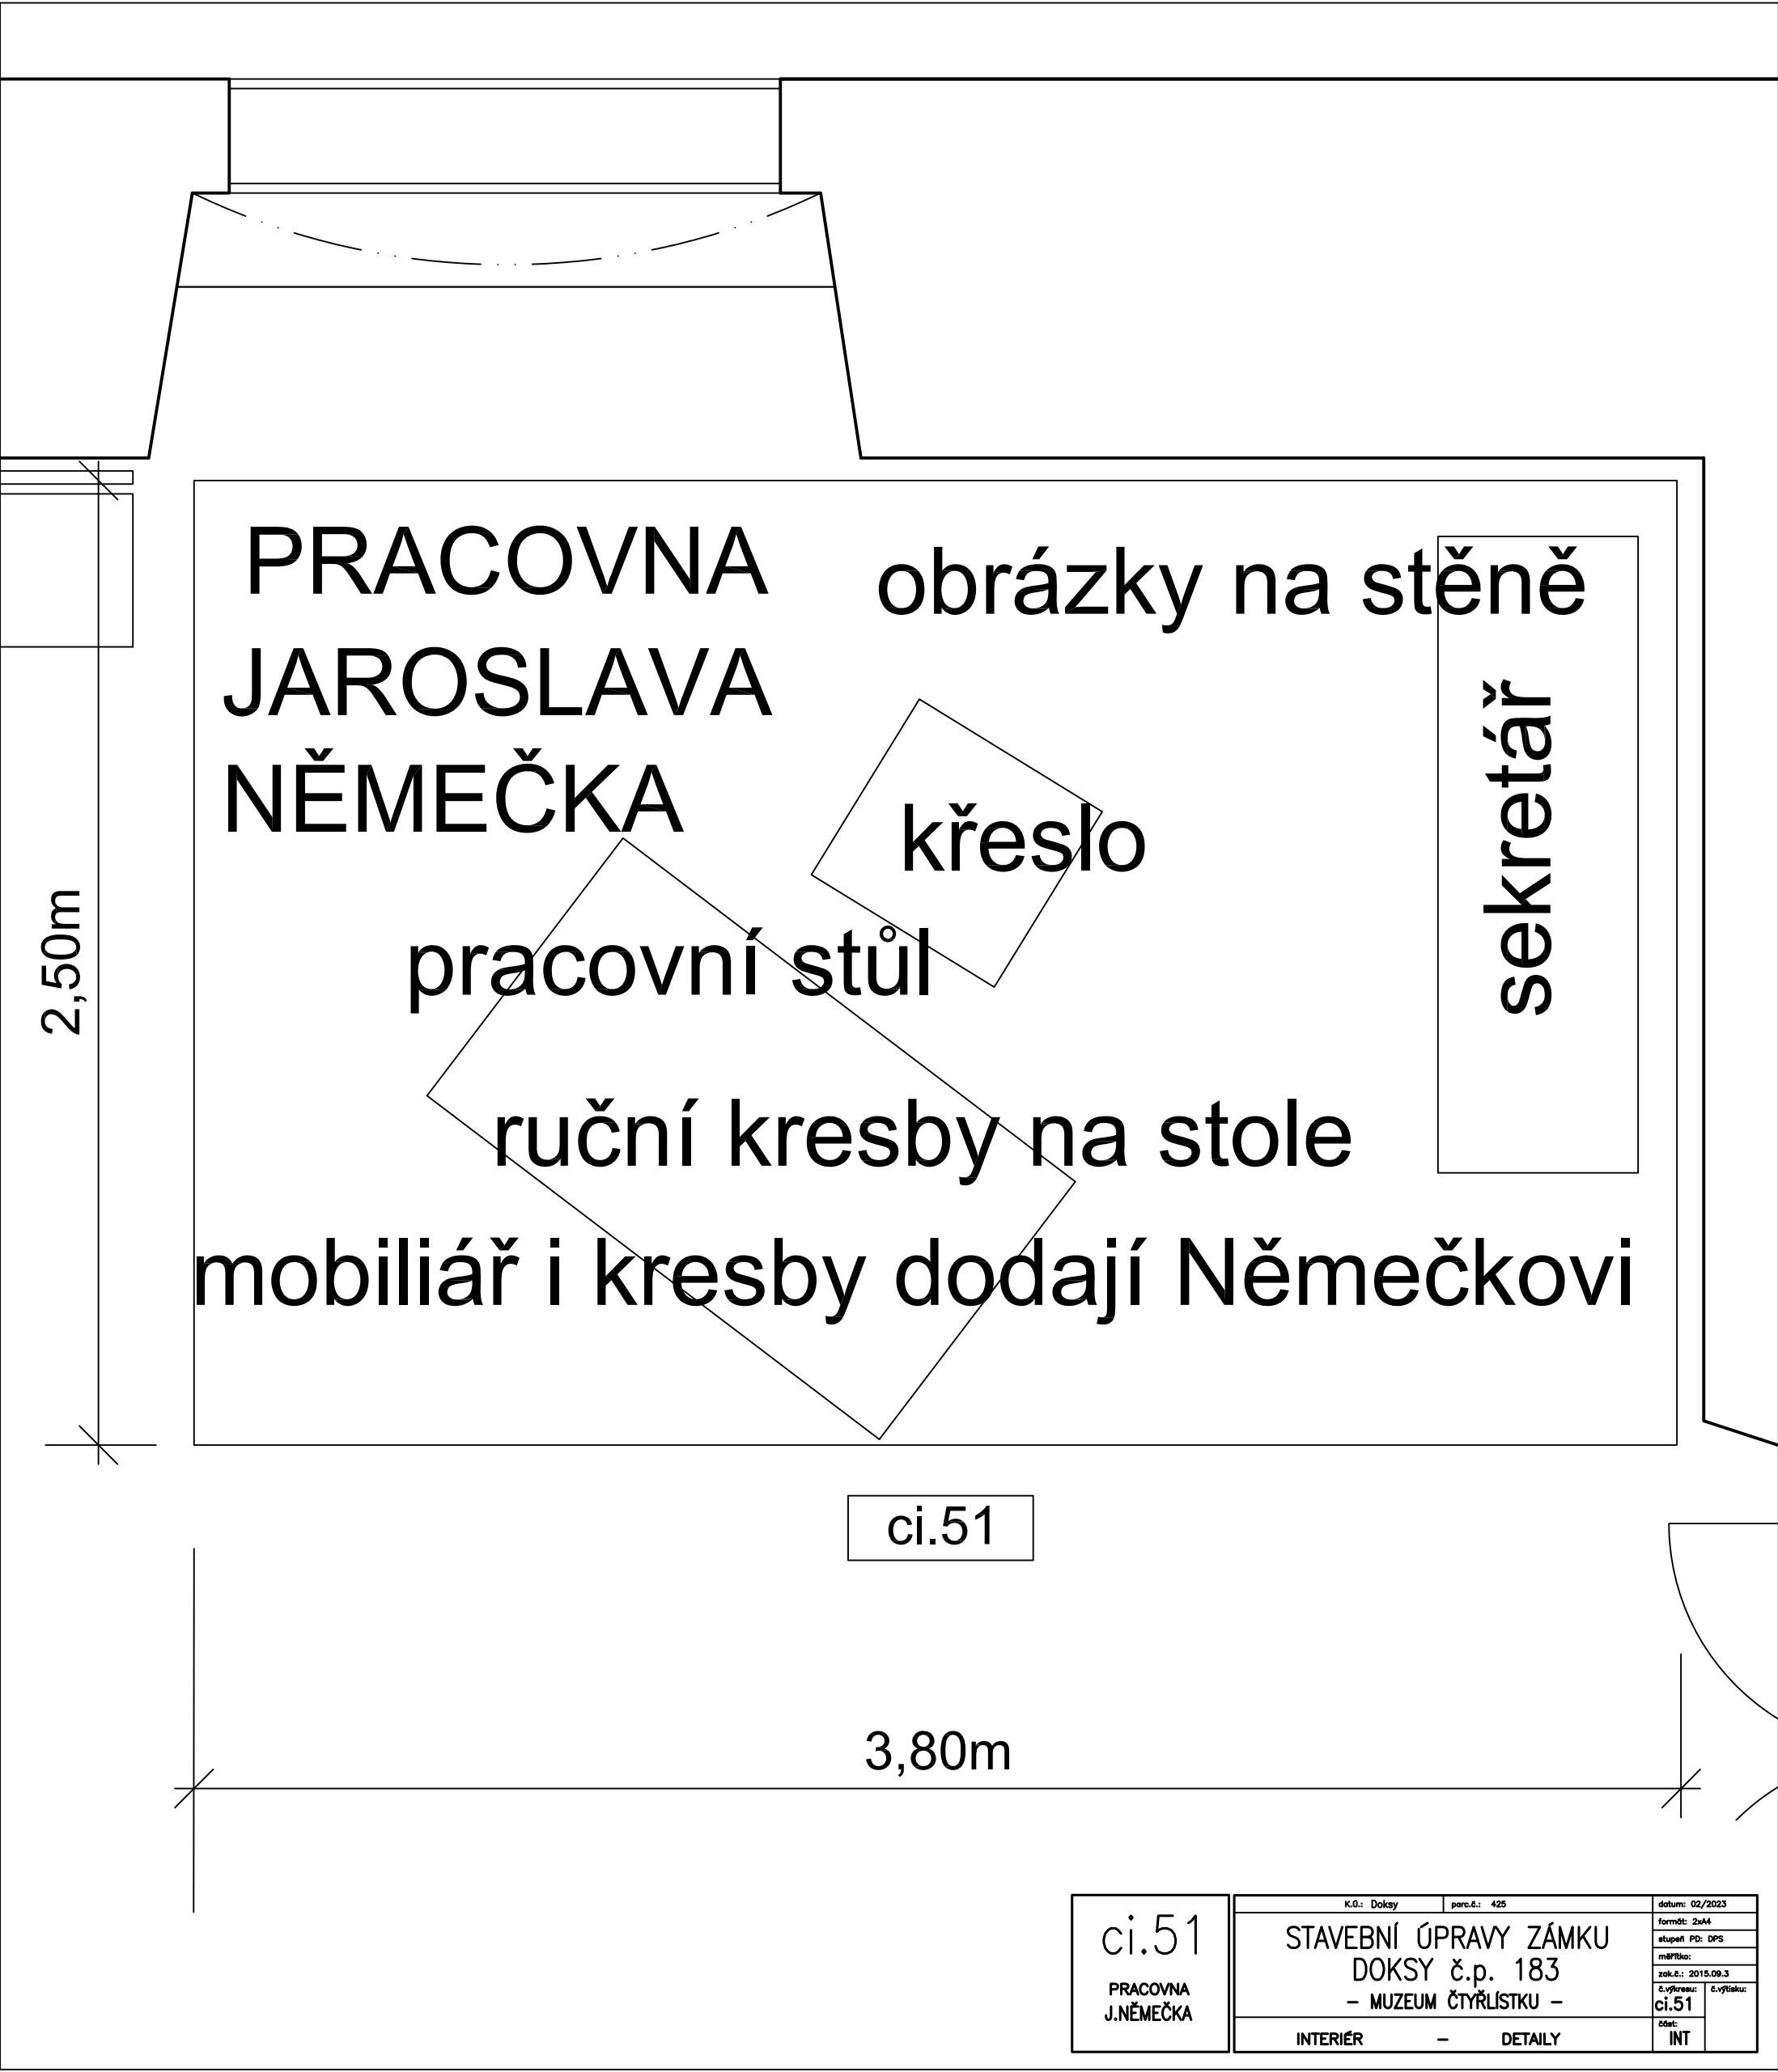 PRACOVNA
JAROSLAVA
NĚMEČKA
obrázky na stěně
křeslo
sekretář
pracovní stůl
ruční kresby na stole
mobiliář i kresby dodají Němečkovi
2,50m
ci.51
3,80m
ci.51
PRACOVNA
J.NĚMEČKA
K.Ú.: Doksy
parc.č.: 425
STAVEBNÍ ÚPRAVY ZÁMKU
DOKSY č.p. 183
– MUZEUM ČTYŘLÍSTKU –
INTERIÉR – DETAILY
datum: 02/2023
formát: 2xA4
stupeň PD: DPS
měřítko:
zak.č.: 2015.09.3
č.výkresu:
č.výtisku:
ci.51
část:
INT